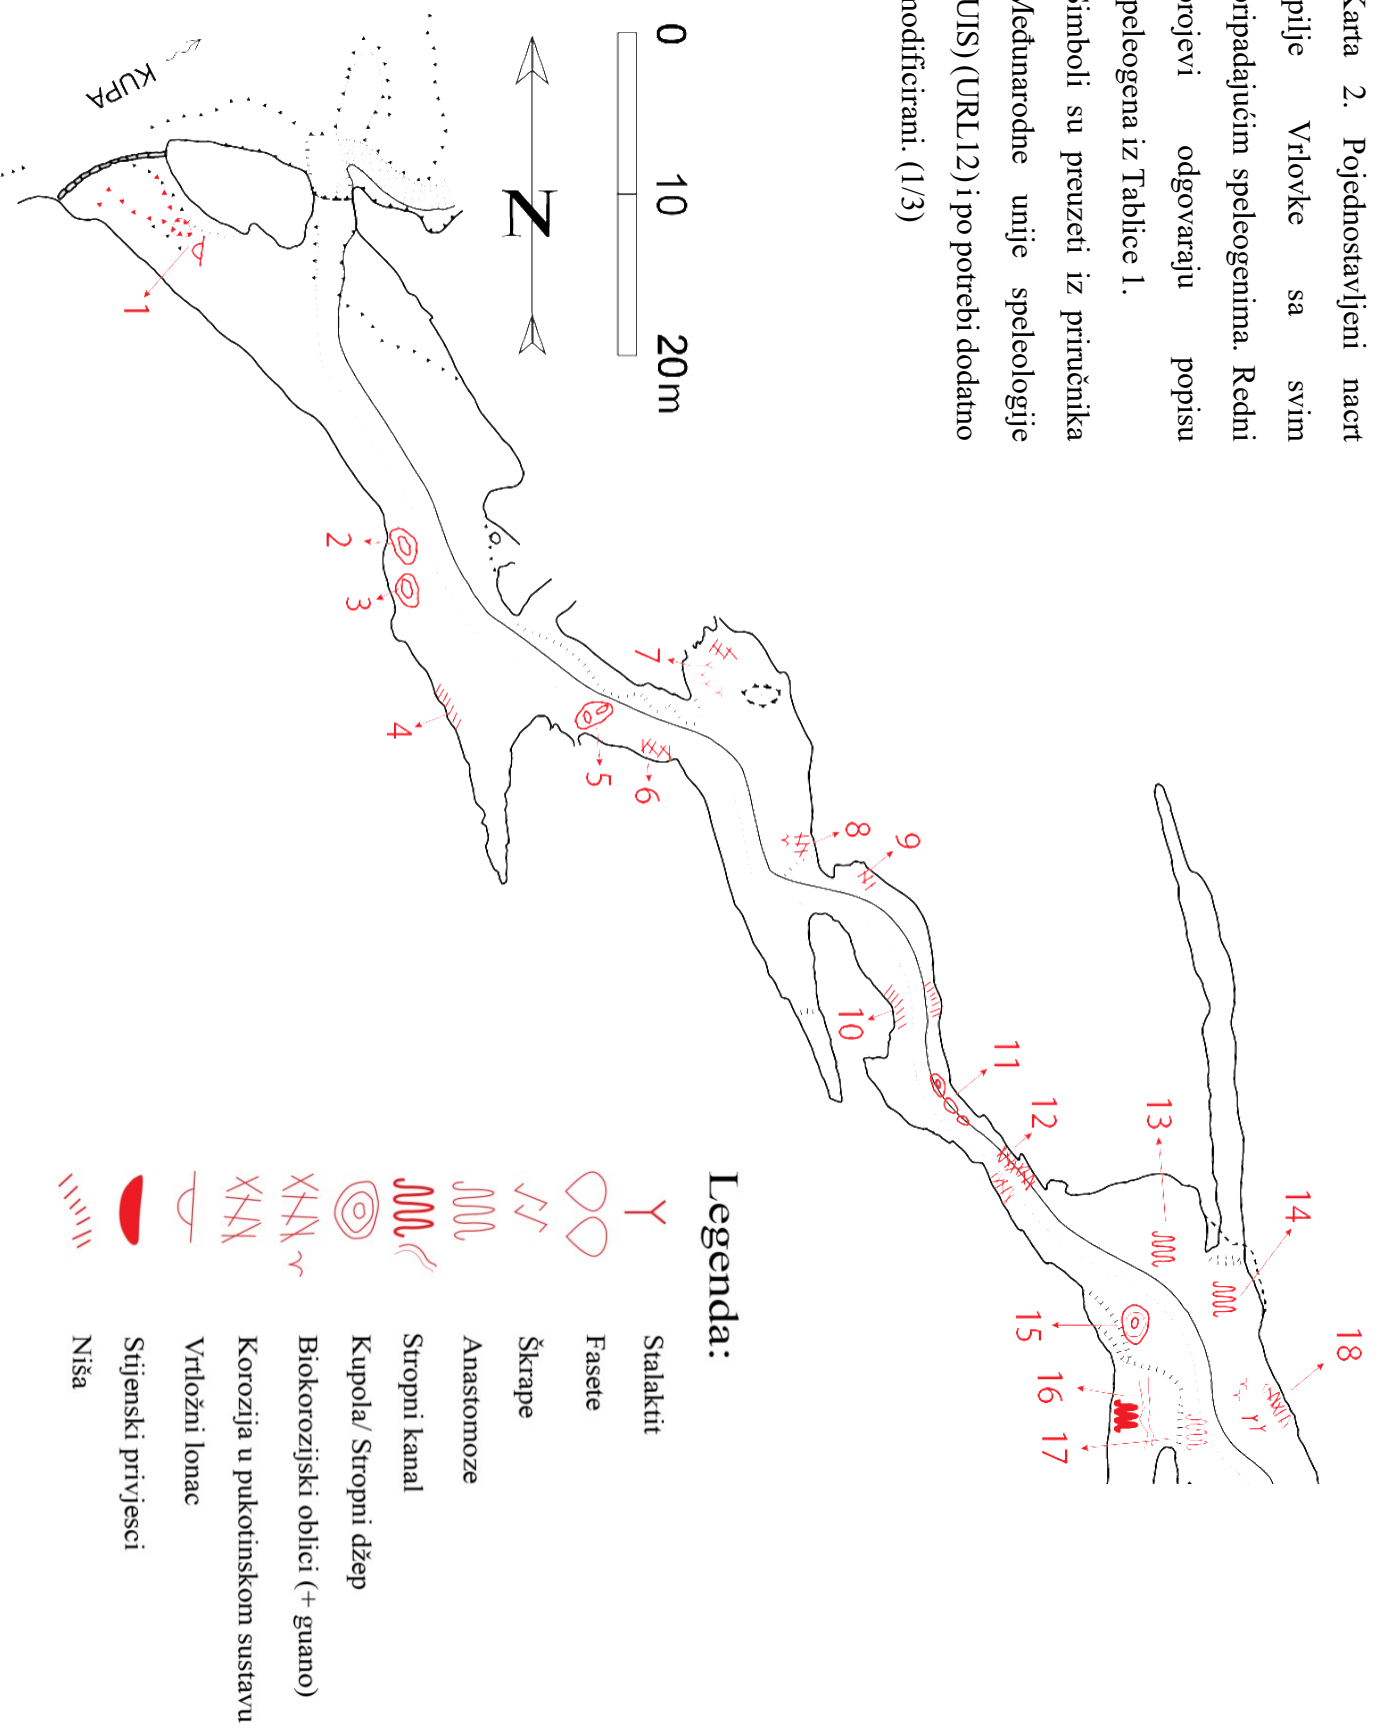 Karta 2. Pojednostavljeni nacrt
pilje Vrlovke sa svim
pripadajućim speleogenima. Redni
rojevi odgovaraju popisu
peleogena iz Tablice 1.
Simboli su preuzeti iz priručnika
Međunarodne unije speleologije
UIS) (URL12) i po potrebi dodatno
modificirani. (1/3)
0 10 20m
N
KUPA
1
2
3
4
5
6
7
8
9
10
11
12
13
14
15
16
17
18
Legenda:
Stalaktit
Fasete
Škrape
Anastomoze
Stropni kanal
Kupola/ Stropni džep
Biokorozijski oblici (+ guano)
Korozija u pukotinskom sustavu
Vrtložni lonac
Stijenski privjesci
Niša